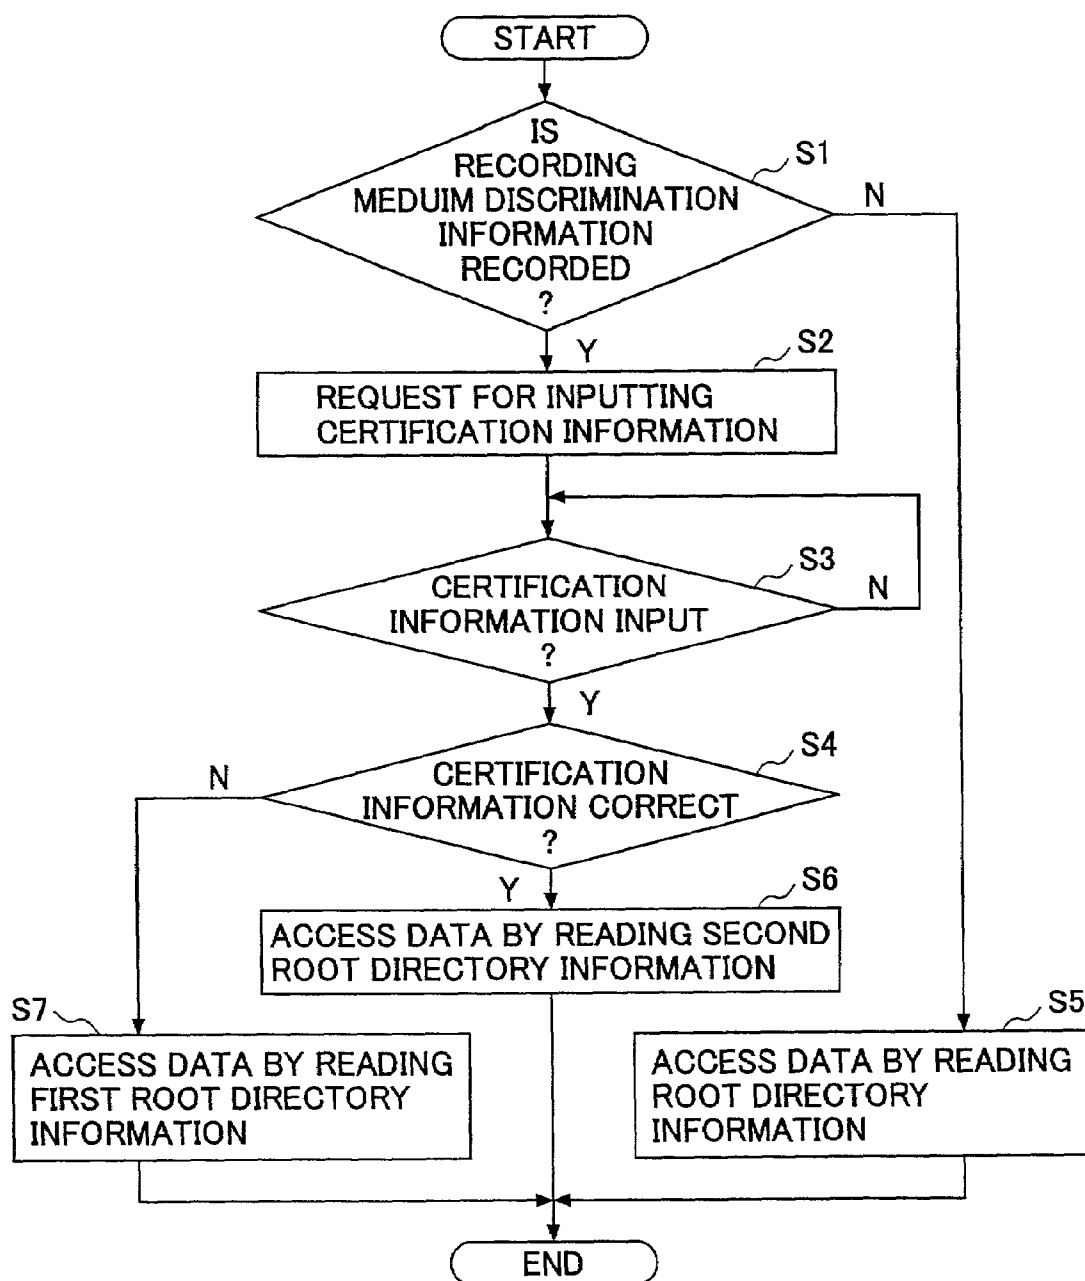 START
IS
RECORDING
MEDUIM DISCRIMINATION
INFORMATION
RECORDED
?
S1
N
Y
S2
REQUEST FOR INPUTTING
CERTIFICATION INFORMATION
S3
CERTIFICATION
INFORMATION INPUT
?
N
Y
S4
N
CERTIFICATION
INFORMATION CORRECT
?
Y
S6
ACCESS DATA BY READING SECOND
ROOT DIRECTORY INFORMATION
S7
ACCESS DATA BY READING
FIRST ROOT DIRECTORY
INFORMATION
S5
ACCESS DATA BY READING
ROOT DIRECTORY
INFORMATION
END